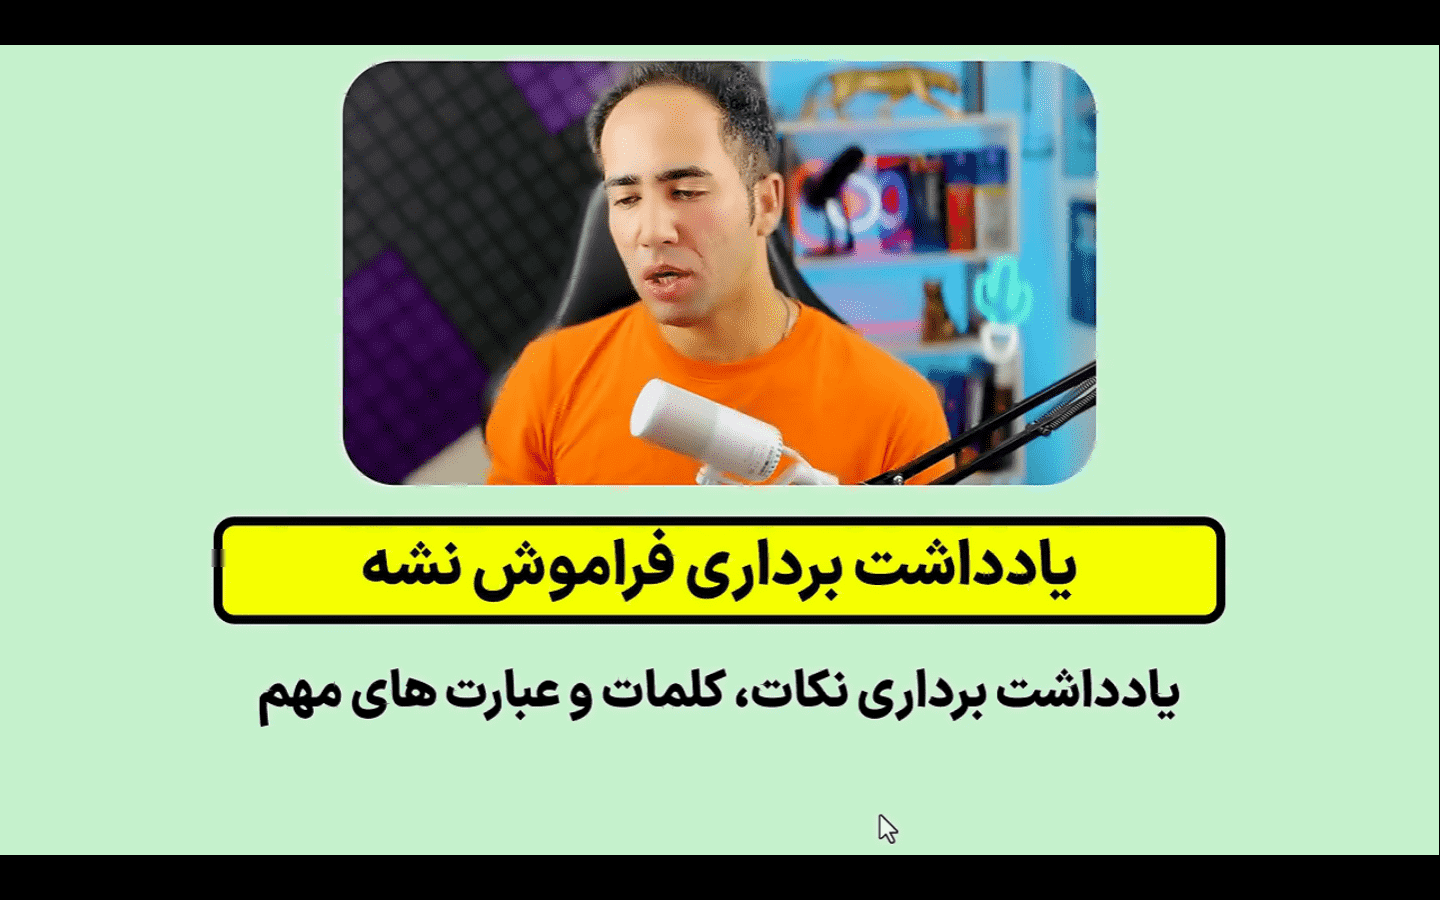 یادداشت برداری فراموش نشه
یادداشت برداری نکات، کلمات و عبارت های مهم